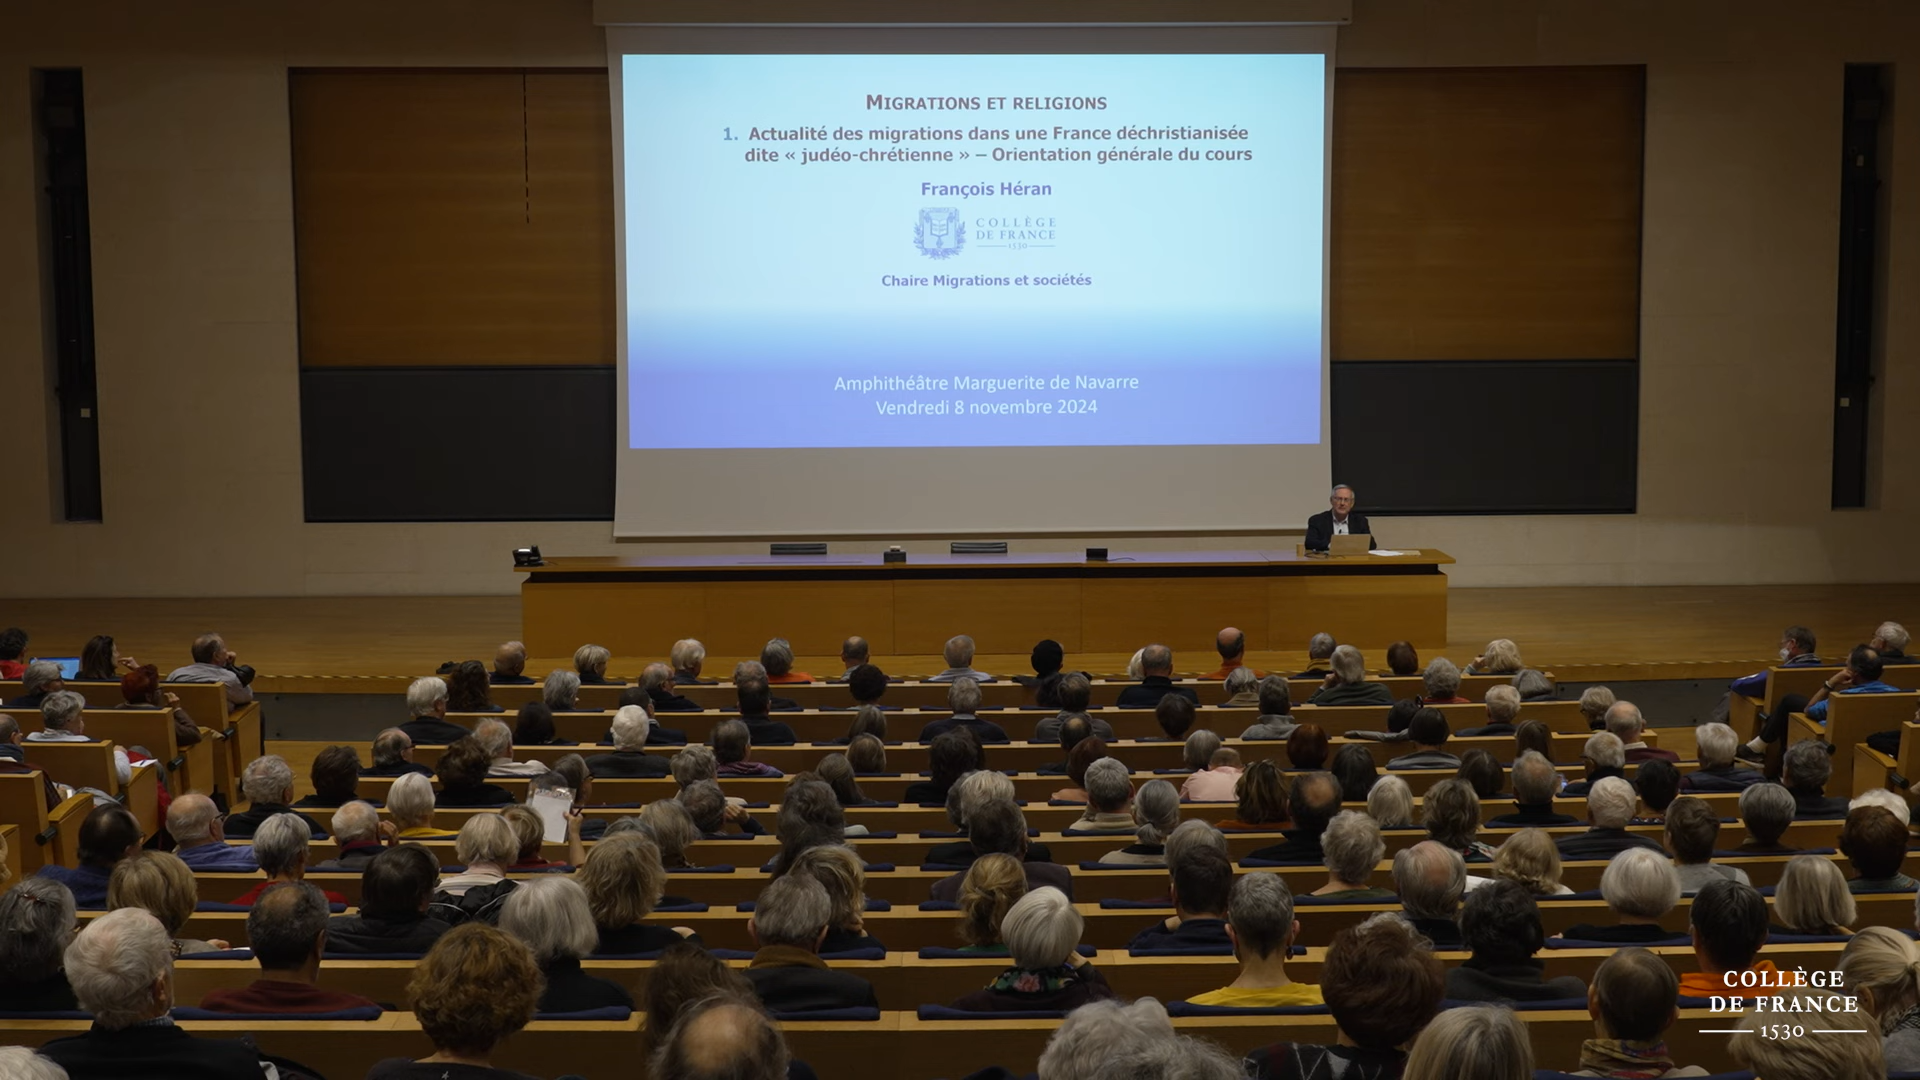 MIGRATIONS ET RELIGIONS
1. Actualité des migrations dans une France déchristianisée
dite « judéo-chrétienne » – Orientation générale du cours
François Héran
COLLÈGE
DE FRANCE
1530
Chaire Migrations et sociétés
Amphithéâtre Marguerite de Navarre
Vendredi 8 novembre 2024
COLLÈGE
DE FRANCE
1530